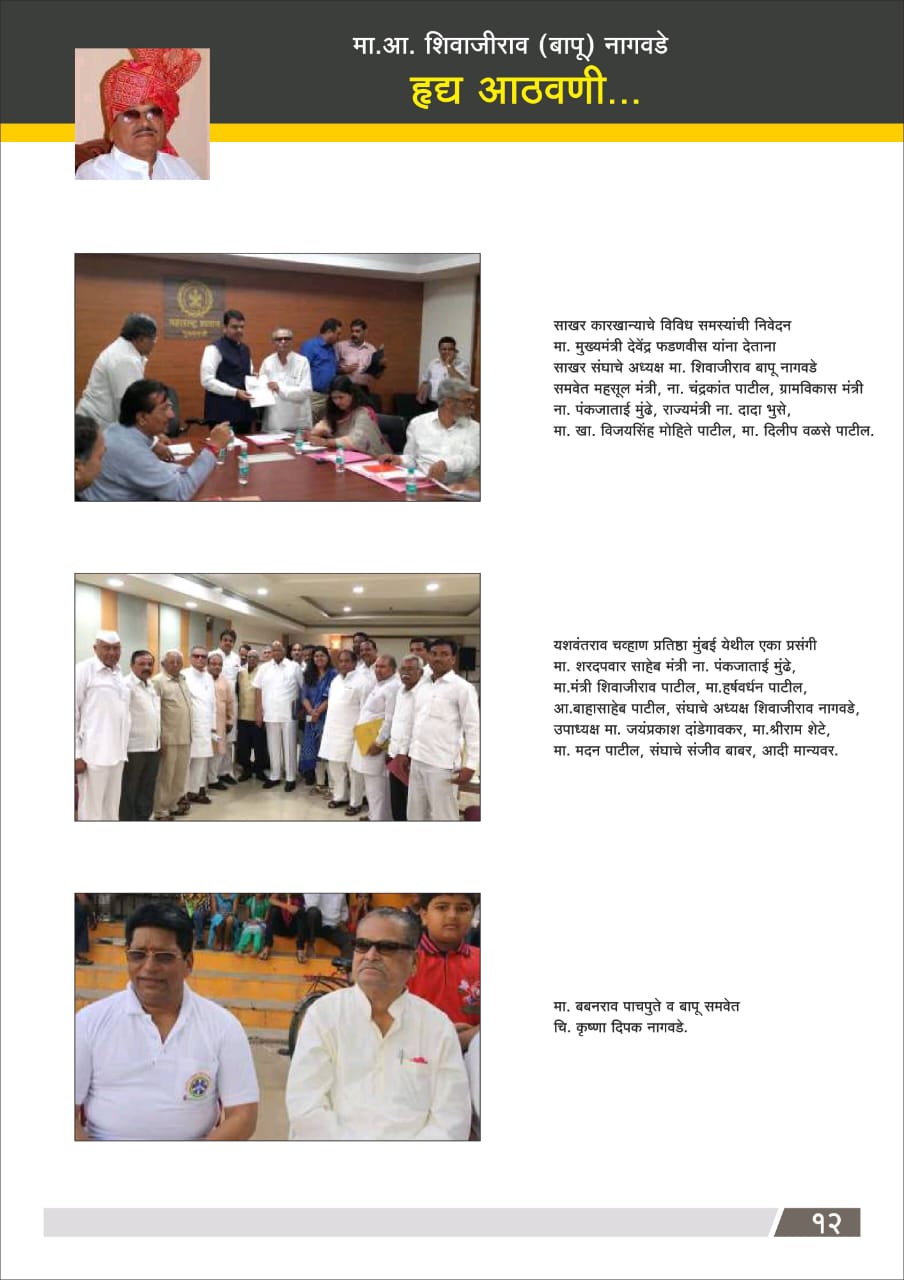 मा.आ. शिवाजीराव (बापू) नागवडे
हृद्य आठवणी...
महाराष्ट्र शासन
साखर कारखान्याचे विविध समस्यांची निवेदन
मा. मुख्यमंत्री देवेंद्र फडणवीस यांना देताना
साखर संघाचे अध्यक्ष मा. शिवाजीराव बापू नागवडे
समवेत महसूल मंत्री, ना. चंद्रकांत पाटील, ग्रामविकास मंत्री
ना. पंकजाताई मुंढे, राज्यमंत्री ना. दादा भुसे,
मा. खा. विजयसिंह मोहिते पाटील, मा. दिलीप वळसे पाटील.
यशवंतराव चव्हाण प्रतिष्ठा मुंबई येथील एका प्रसंगी
मा. शरदपवार साहेब मंत्री ना. पंकजाताई मुंढे,
मा.मंत्री शिवाजीराव पाटील, मा.हर्षवर्धन पाटील,
आ.बाहासाहेब पाटील, संघाचे अध्यक्ष शिवाजीराव नागवडे,
उपाध्यक्ष मा. जयंप्रकाश दांडेगावकर, मा.श्रीराम शेटे,
मा. मदन पाटील, संघाचे संजीव बाबर, आदी मान्यवर.
मा. बबनराव पाचपुते व बापू समवेत
चि. कृष्णा दिपक नागवडे.
१२